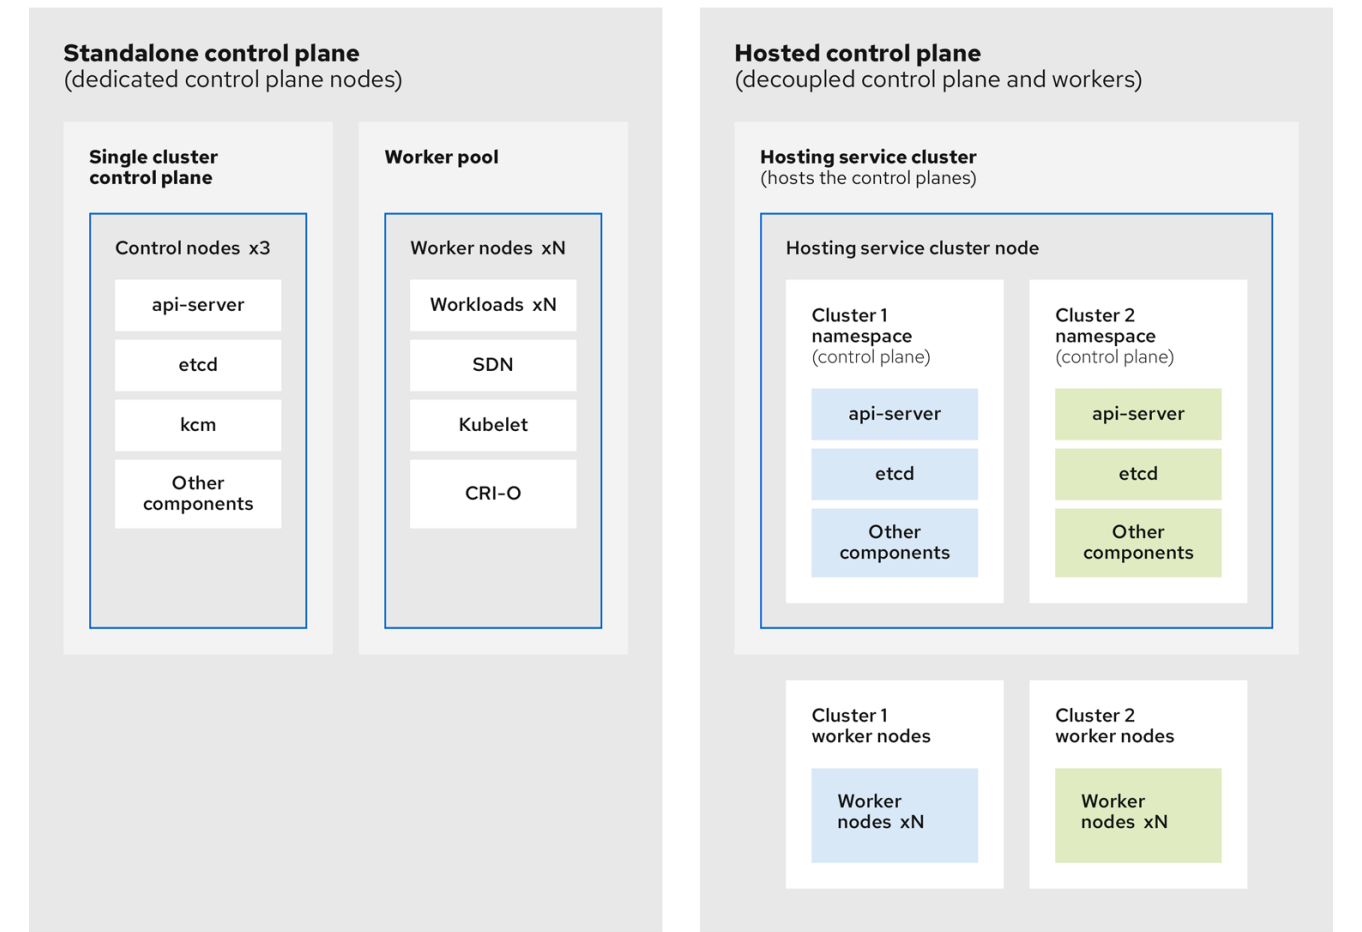 Standalone control plane
(dedicated control plane nodes)
Single cluster
control plane
Control nodes x3
api-server
etcd
kcm
Other
components
Worker pool
Worker nodes xN
Workloads xN
SDN
Kubelet
CRI-O
Hosted control plane
(decoupled control plane and workers)
Hosting service cluster
(hosts the control planes)
Hosting service cluster node
Cluster 1
namespace
(control plane)
api-server
etcd
Other
components
Cluster 2
namespace
(control plane)
api-server
etcd
Other
components
Cluster 1
worker nodes
Worker
nodes xN
Cluster 2
worker nodes
Worker
nodes xN